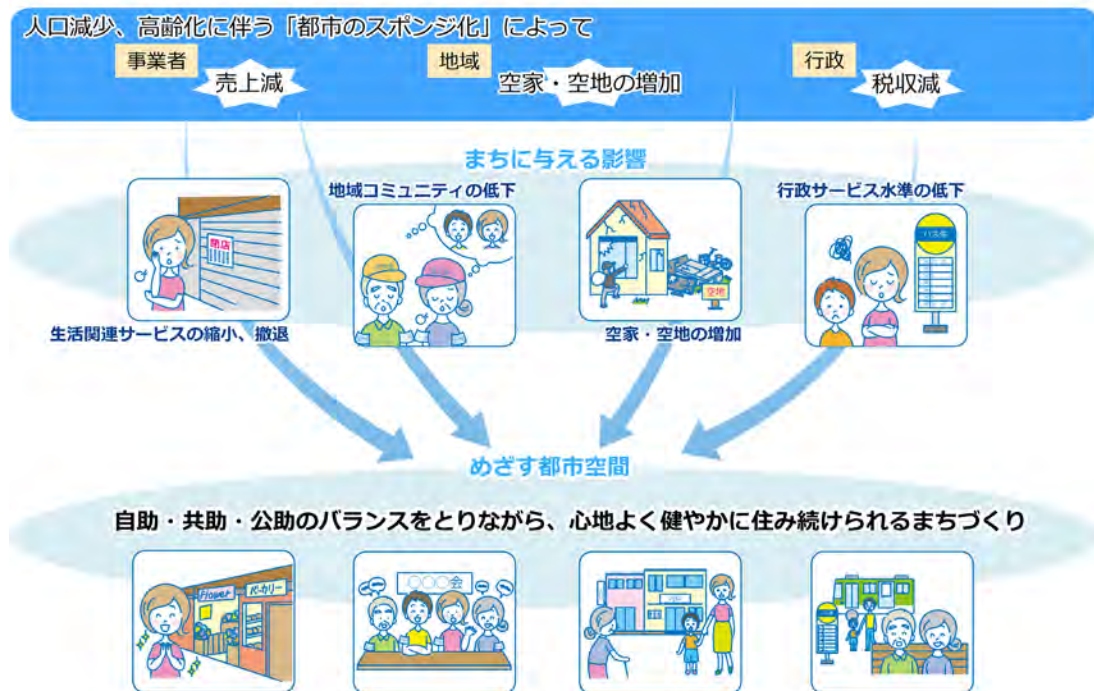 人口減少、高齢化に伴う「都市のスポンジ化」によって
事業者
売上減
地域
空家・空地の増加
行政
税収減
まちに与える影響
地域コミュニティの低下
行政サービス水準の低下
閉店
空地
バス停
生活関連サービスの縮小、撤退
空家・空地の増加
めざす都市空間
自助・共助・公助のバランスをとりながら、心地よく健やかに住み続けられるまちづくり
Flower
ベーカリー
○○○会